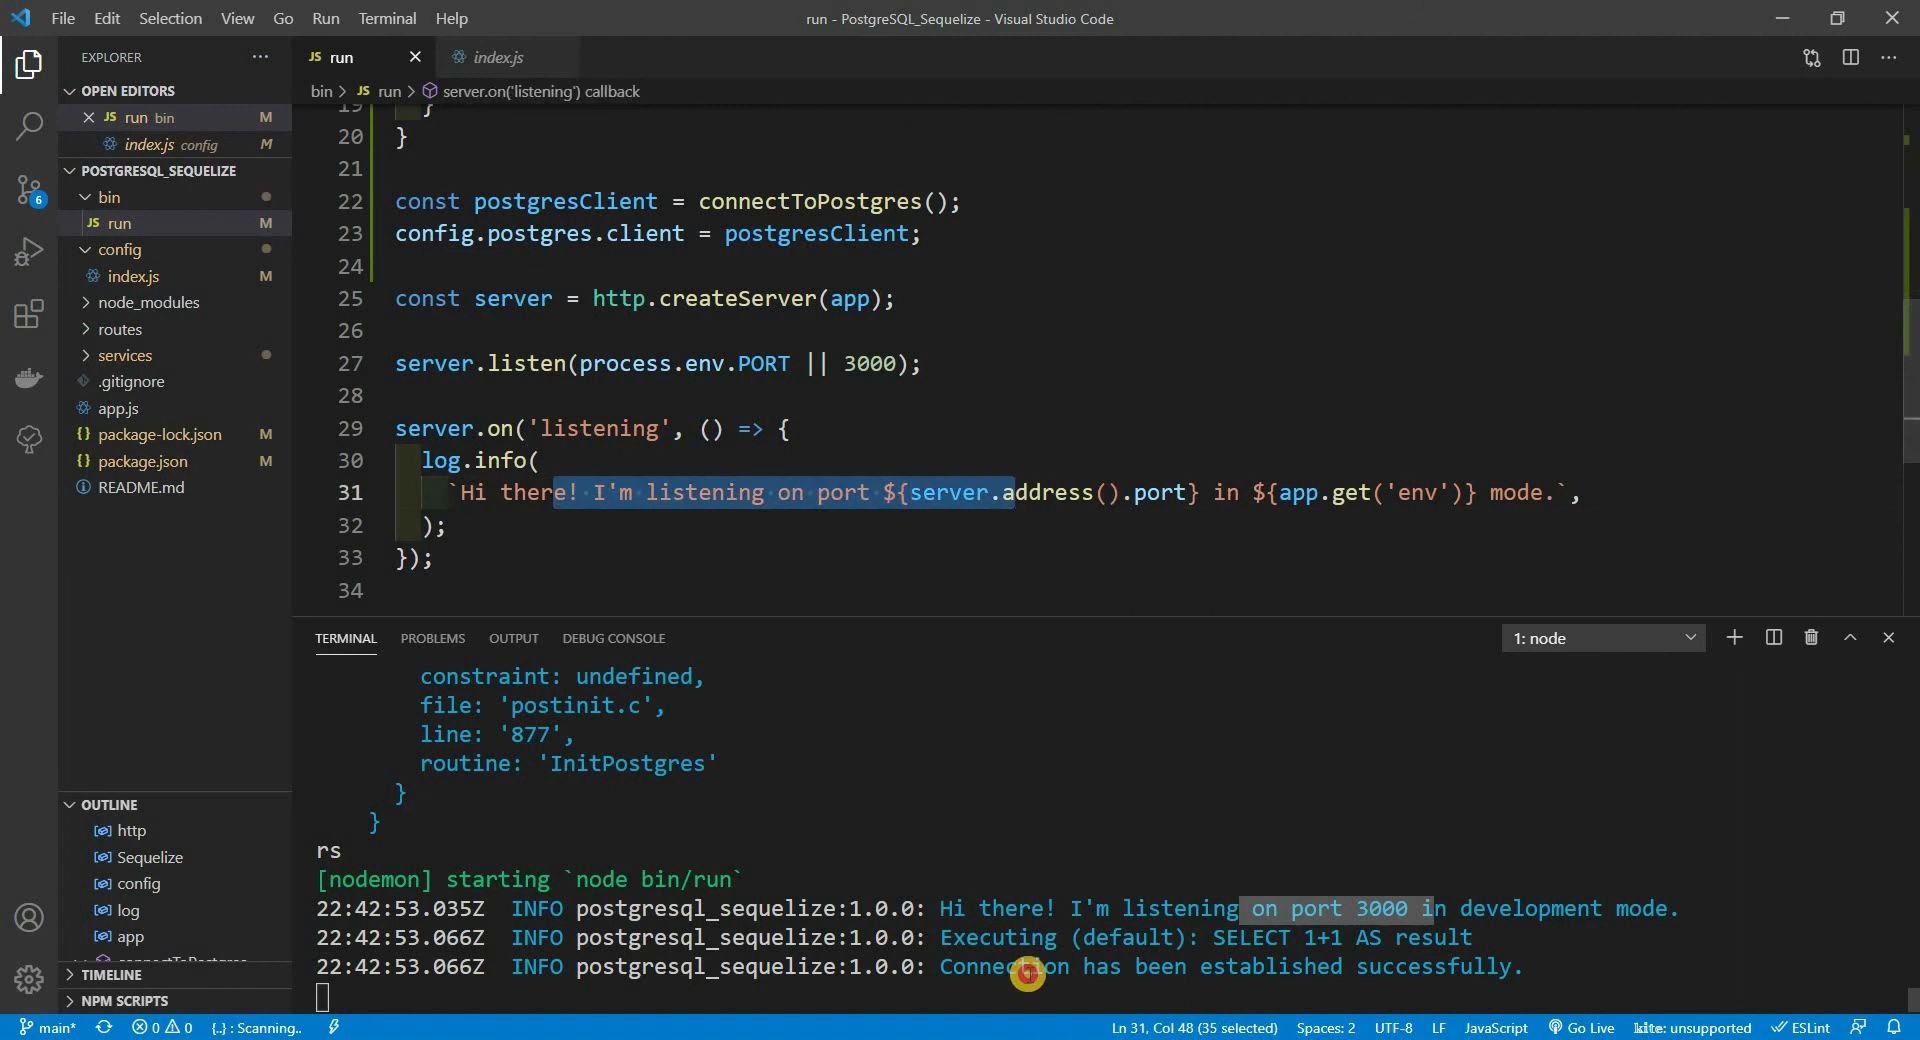 File Edit Selection View Go Run Terminal Help
run - PostgreSQL_Sequelize - Visual Studio Code
EXPLORER
OPEN EDITORS
JS run bin M
index.js config M
POSTGRESQL_SEQUELIZE
bin
JS run M
config
index.js M
node_modules
routes
services
.gitignore
app.js
{} package-lock.json M
{} package.json M
README.md
OUTLINE
http
Sequelize
config
log
app
connectToPostgres
TIMELINE
NPM SCRIPTS
6
JS run
index.js
bin > JS run > server.on('listening') callback
19 }
20 }
21
22 const postgresClient = connectToPostgres();
23 config.postgres.client = postgresClient;
24
25 const server = http.createServer(app);
26
27 server.listen(process.env.PORT || 3000);
28
29 server.on('listening', () => {
30 log.info(
31 `Hi there! I'm listening on port ${server.address().port} in ${app.get('env')} mode.`,
32 );
33 });
34
TERMINAL PROBLEMS OUTPUT DEBUG CONSOLE
1: node
constraint: undefined,
file: 'postinit.c',
line: '877',
routine: 'InitPostgres'
}
}
rs
[nodemon] starting `node bin/run`
22:42:53.035Z INFO postgresql_sequelize:1.0.0: Hi there! I'm listening on port 3000 in development mode.
22:42:53.066Z INFO postgresql_sequelize:1.0.0: Executing (default): SELECT 1+1 AS result
22:42:53.066Z INFO postgresql_sequelize:1.0.0: Connection has been established successfully.
main* 0 0 {..} : Scanning.. Ln 31, Col 48 (35 selected) Spaces: 2 UTF-8 LF JavaScript Go Live kite: unsupported ESLint